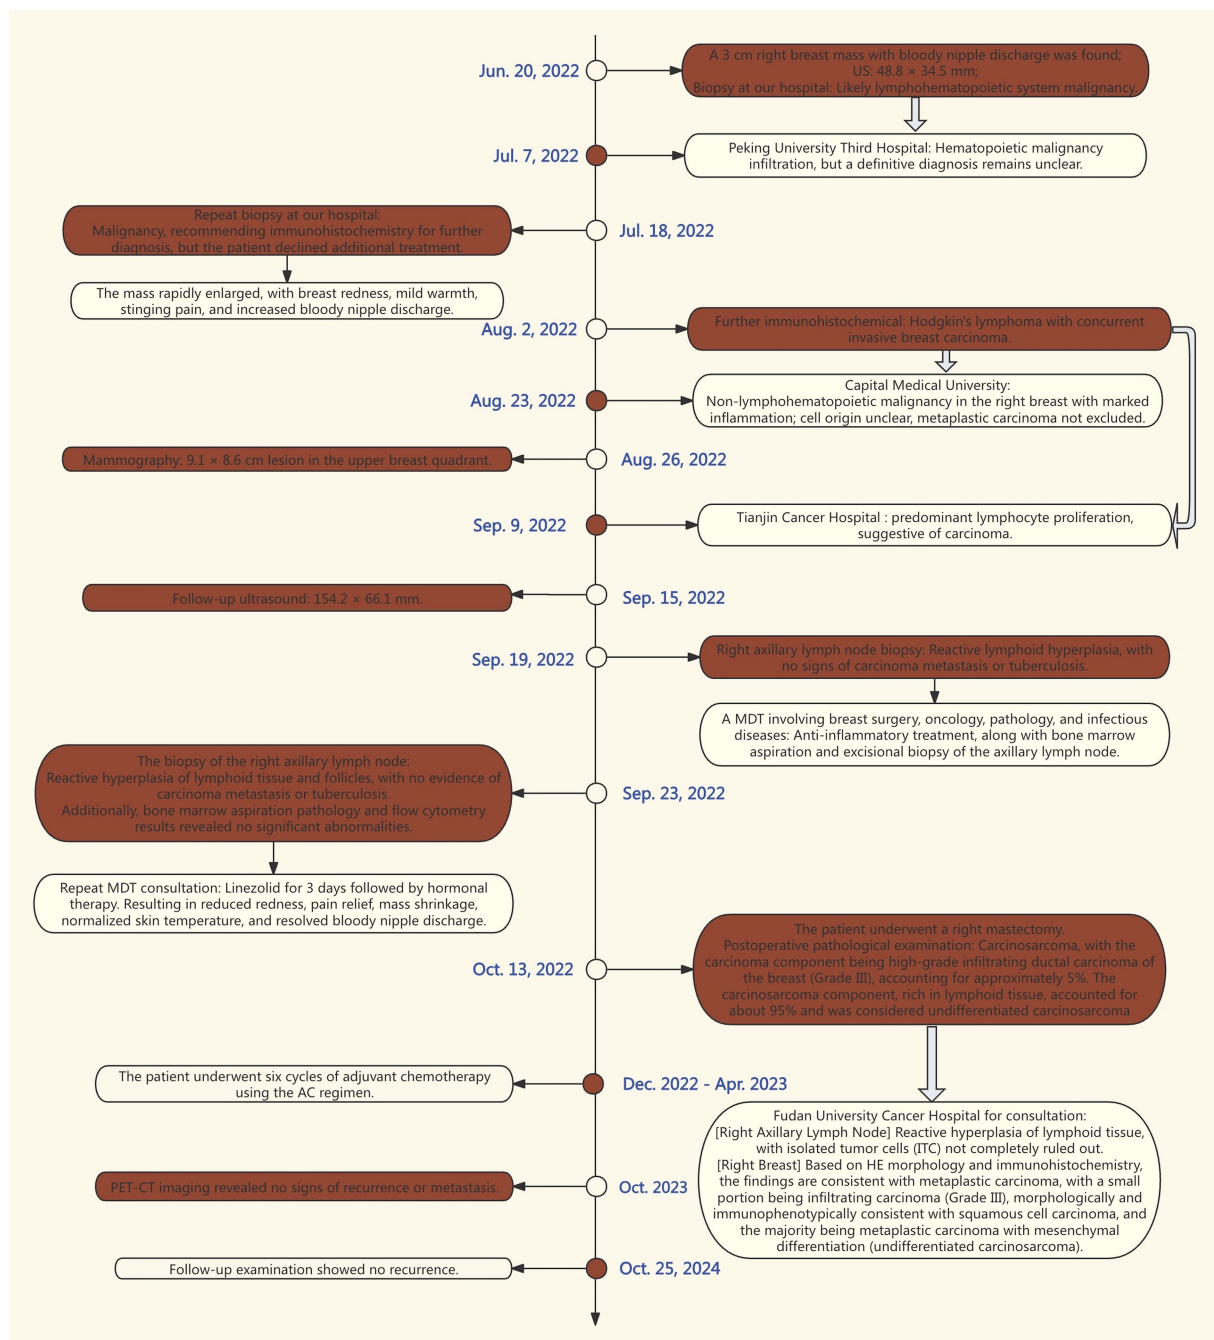 Jun. 20, 2022
A 3 cm right breast mass with bloody nipple discharge was found;
US: 48.8 × 34.5 mm;
Biopsy at our hospital: Likely lymphohematopoietic system malignancy.
Jul. 7, 2022
Peking University Third Hospital: Hematopoietic malignancy
infiltration, but a definitive diagnosis remains unclear.
Repeat biopsy at our hospital:
Malignancy, recommending immunohistochemistry for further
diagnosis, but the patient declined additional treatment.
Jul. 18, 2022
The mass rapidly enlarged, with breast redness, mild warmth,
stinging pain, and increased bloody nipple discharge.
Aug. 2, 2022
Further immunohistochemical: Hodgkin's lymphoma with concurrent
invasive breast carcinoma.
Aug. 23, 2022
Capital Medical University:
Non-lymphohematopoietic malignancy in the right breast with marked
inflammation; cell origin unclear, metaplastic carcinoma not excluded.
Mammography: 9.1 × 8.6 cm lesion in the upper breast quadrant.
Aug. 26, 2022
Sep. 9, 2022
Tianjin Cancer Hospital : predominant lymphocyte proliferation,
suggestive of carcinoma.
Follow-up ultrasound: 154.2 × 66.1 mm.
Sep. 15, 2022
Sep. 19, 2022
Right axillary lymph node biopsy: Reactive lymphoid hyperplasia, with
no signs of carcinoma metastasis or tuberculosis.
A MDT involving breast surgery, oncology, pathology, and infectious
diseases: Anti-inflammatory treatment, along with bone marrow
aspiration and excisional biopsy of the axillary lymph node.
The biopsy of the right axillary lymph node:
Reactive hyperplasia of lymphoid tissue and follicles, with no evidence of
carcinoma metastasis or tuberculosis.
Additionally, bone marrow aspiration pathology and flow cytometry
results revealed no significant abnormalities.
Sep. 23, 2022
Repeat MDT consultation: Linezolid for 3 days followed by hormonal
therapy. Resulting in reduced redness, pain relief, mass shrinkage,
normalized skin temperature, and resolved bloody nipple discharge.
Oct. 13, 2022
The patient underwent a right mastectomy.
Postoperative pathological examination: Carcinosarcoma, with the
carcinoma component being high-grade infiltrating ductal carcinoma of
the breast (Grade III), accounting for approximately 5%. The
carcinosarcoma component, rich in lymphoid tissue, accounted for
about 95% and was considered undifferentiated carcinosarcoma
The patient underwent six cycles of adjuvant chemotherapy
using the AC regimen.
Dec. 2022 - Apr. 2023
Fudan University Cancer Hospital for consultation:
[Right Axillary Lymph Node] Reactive hyperplasia of lymphoid tissue,
with isolated tumor cells (ITC) not completely ruled out.
[Right Breast] Based on HE morphology and immunohistochemistry,
the findings are consistent with metaplastic carcinoma, with a small
portion being infiltrating carcinoma (Grade III), morphologically and
immunophenotypically consistent with squamous cell carcinoma, and
the majority being metaplastic carcinoma with mesenchymal
differentiation (undifferentiated carcinosarcoma).
PET-CT imaging revealed no signs of recurrence or metastasis.
Oct. 2023
Follow-up examination showed no recurrence.
Oct. 25, 2024